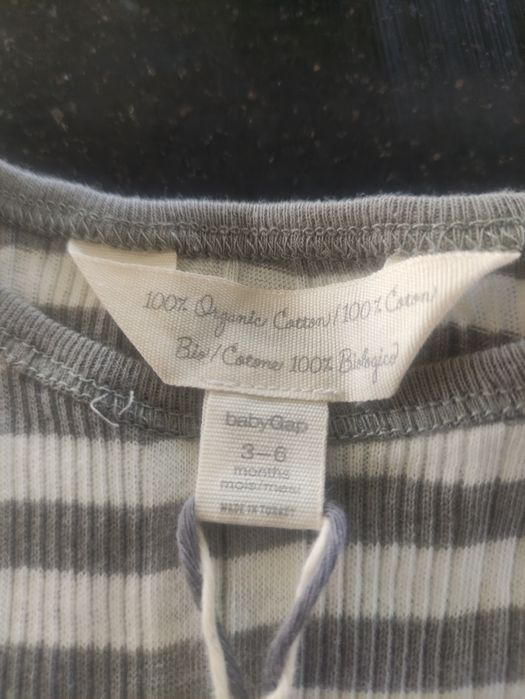 100% Organic Cotton/100% Coton
Bio/Cotone 100% Biologico
babyGap
3-6
months
mois/mesi
MADE IN TURKEY